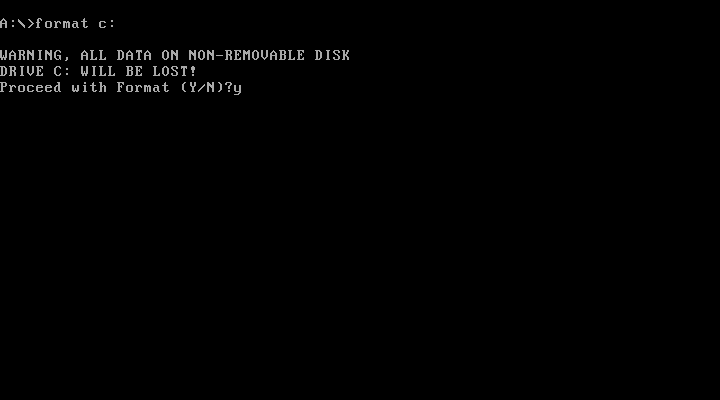 A:\>format c:
WARNING, ALL DATA ON NON-REMOVABLE DISK
DRIVE C: WILL BE LOST!
Proceed with Format (Y/N)?y